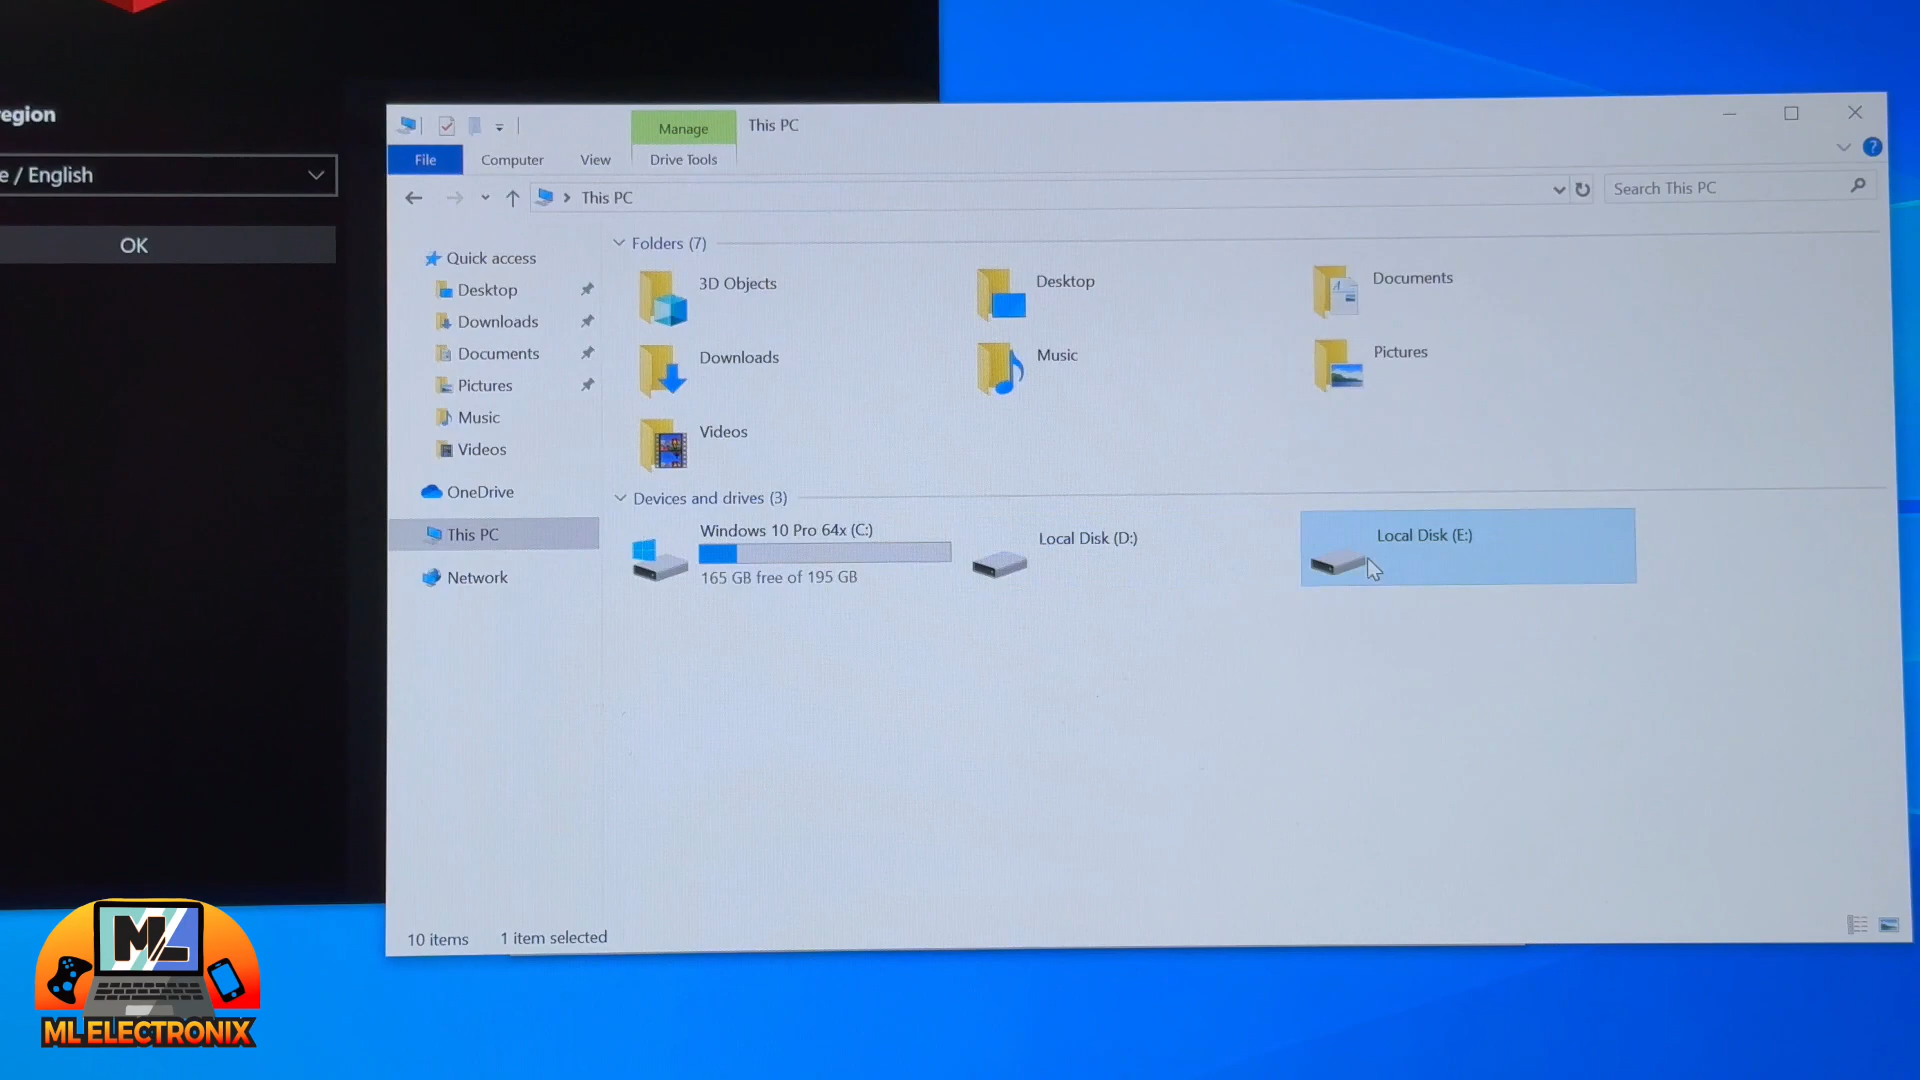 region
e / English
OK
Manage
This PC
File
Computer
View
Drive Tools
This PC
Search This PC
Quick access
Desktop
Downloads
Documents
Pictures
Music
Videos
OneDrive
This PC
Network
Folders (7)
3D Objects
Desktop
Documents
Downloads
Music
Pictures
Videos
Devices and drives (3)
Windows 10 Pro 64x (C:)
165 GB free of 195 GB
Local Disk (D:)
Local Disk (E:)
10 items
1 item selected
ML
ML ELECTRONIX